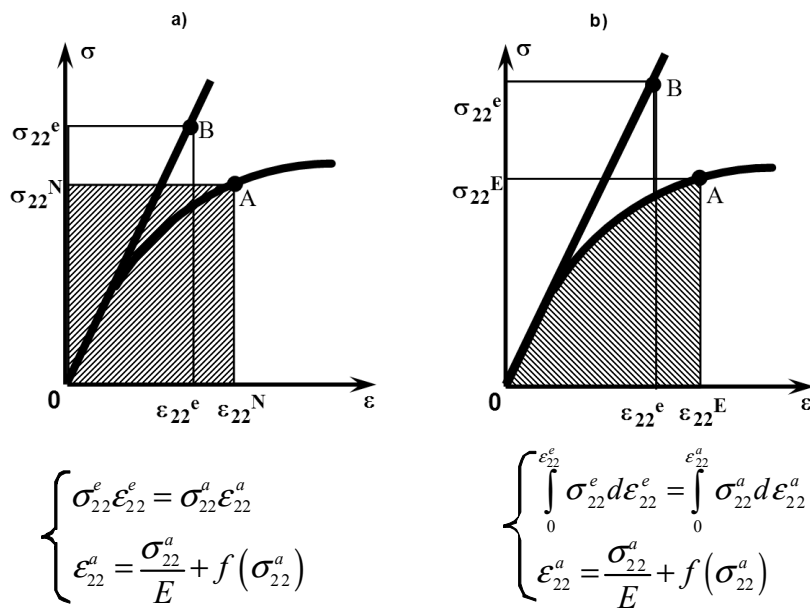 a)
σ
σ₂₂ᵉ
B
σ₂₂ᴺ
A
0
ε₂₂ᵉ ε₂₂ᴺ ε
σ₂₂ᵉ ε₂₂ᵉ = σ₂₂ᵃ ε₂₂ᵃ
ε₂₂ᵃ = σ₂₂ᵃ / E + f(σ₂₂ᵃ)
b)
σ
σ₂₂ᵉ
B
σ₂₂ᴱ
A
0
ε₂₂ᵉ ε₂₂ᴱ ε
∫₀^(ε₂₂ᵉ) σ₂₂ᵉ dε₂₂ᵉ = ∫₀^(ε₂₂ᵃ) σ₂₂ᵃ dε₂₂ᵃ
ε₂₂ᵃ = σ₂₂ᵃ / E + f(σ₂₂ᵃ)